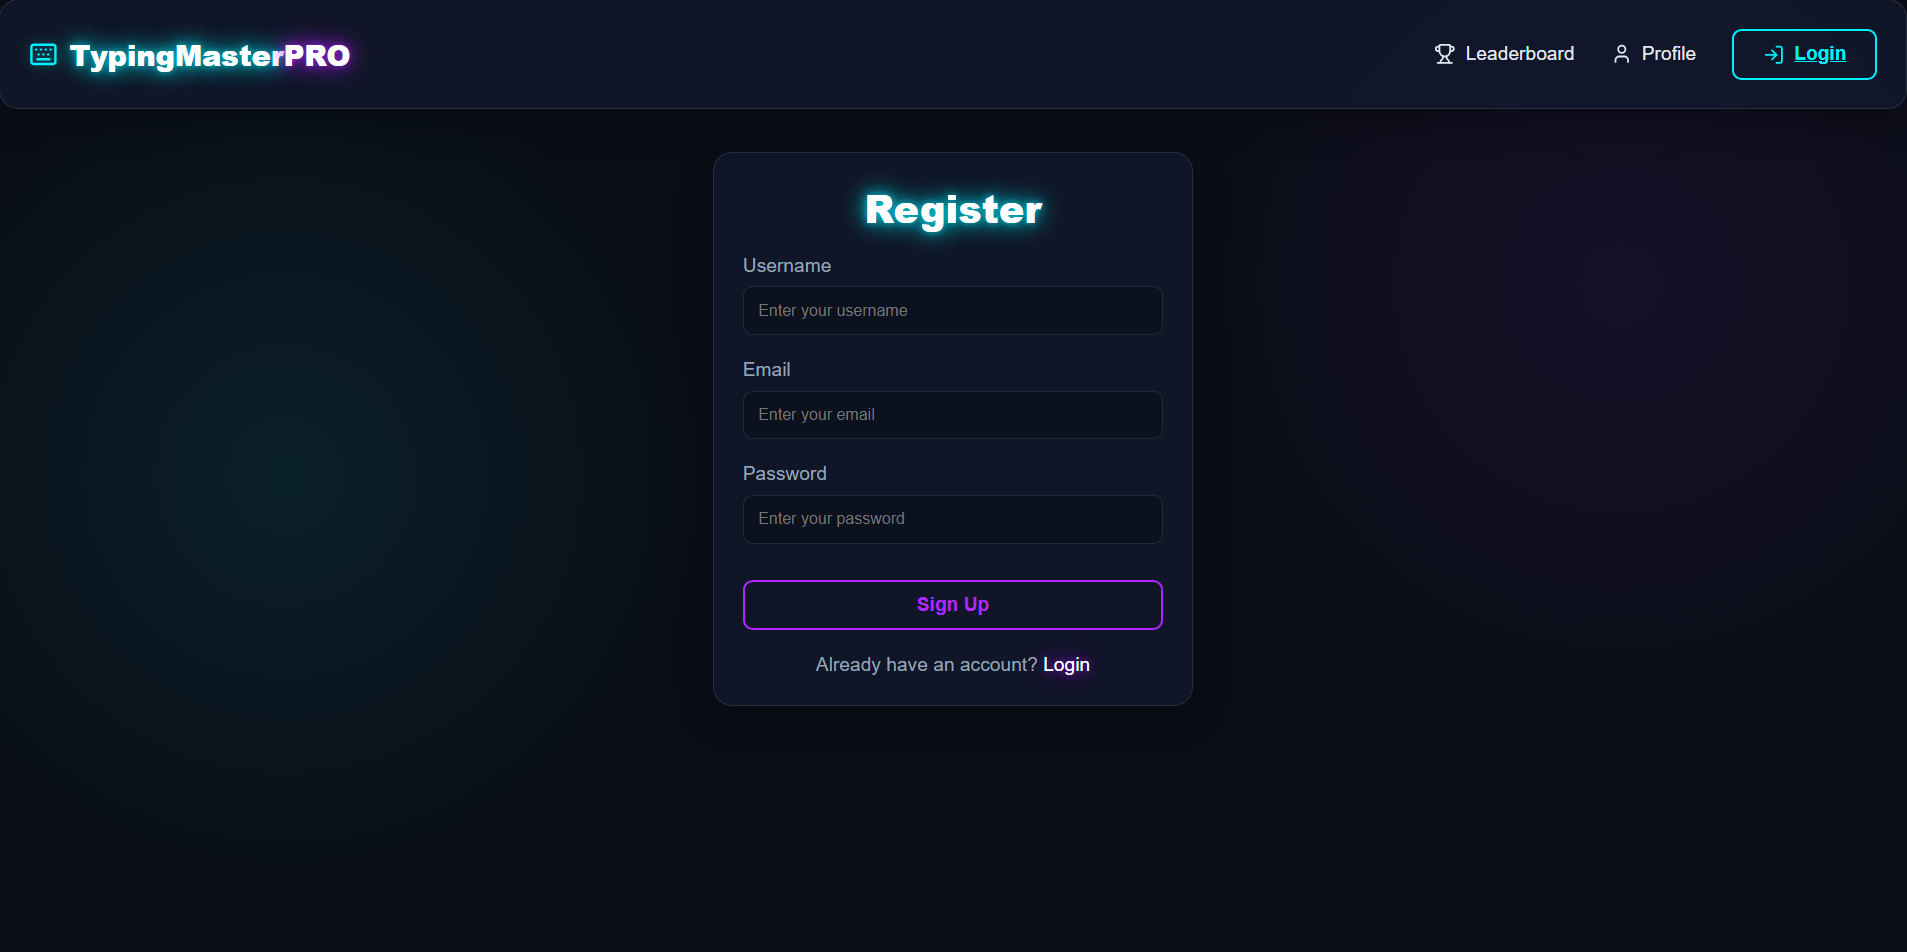 TypingMasterPRO Leaderboard Profile Login
Register
Username
Enter your username
Email
Enter your email
Password
Enter your password
Sign Up
Already have an account? Login